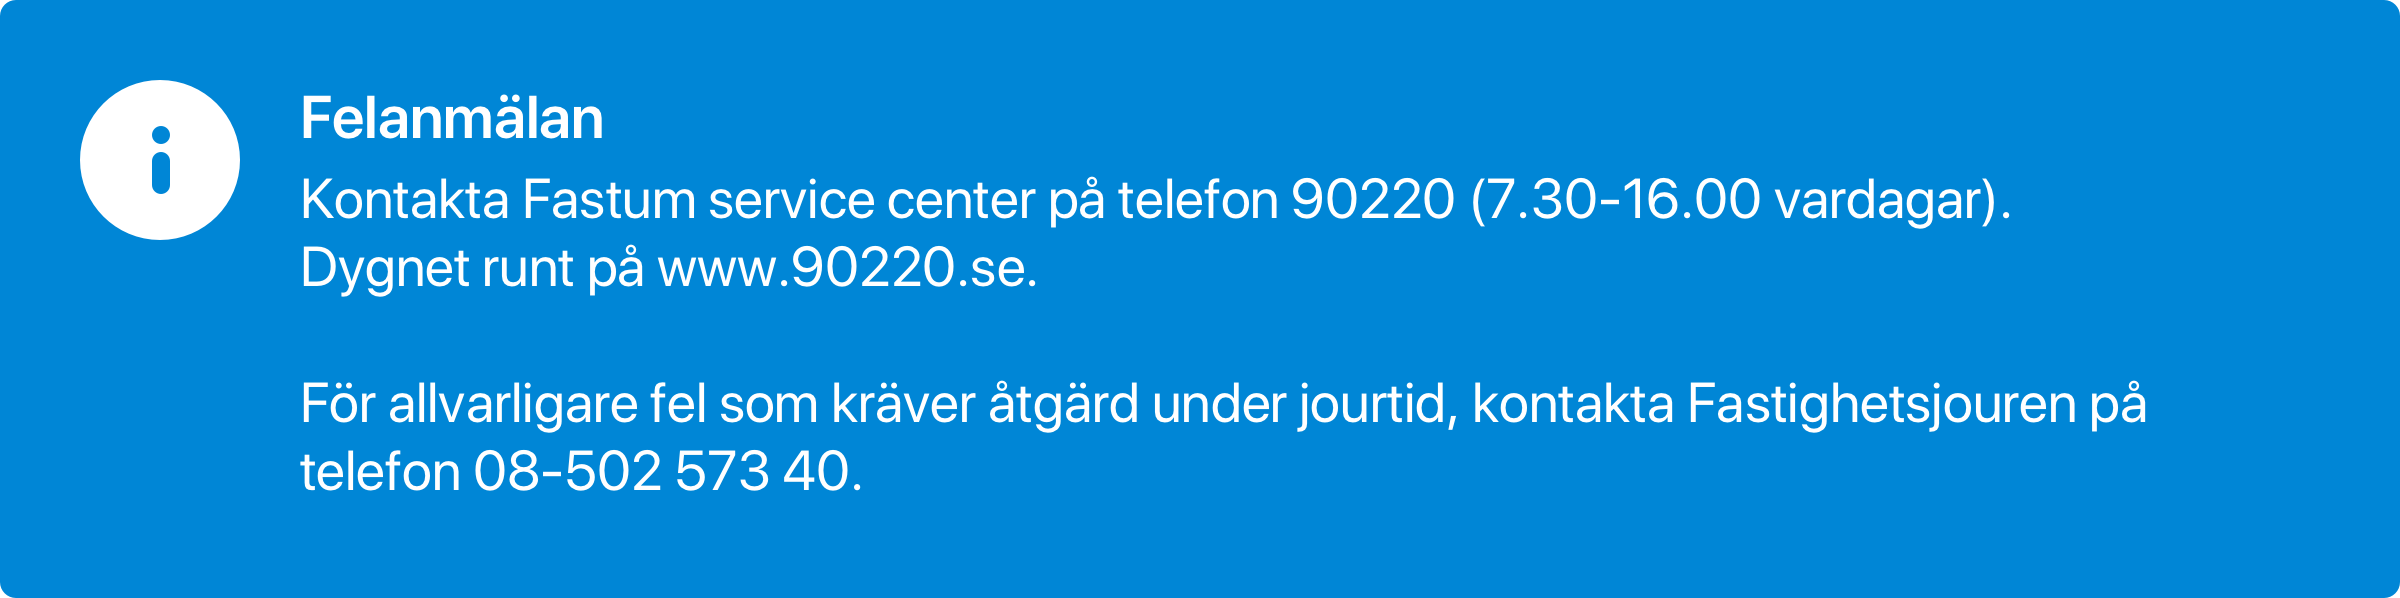 Felanmälan
Kontakta Fastum service center på telefon 90220 (7.30-16.00 vardagar).
Dygnet runt på www.90220.se.
För allvarligare fel som kräver åtgärd under jourtid, kontakta Fastighetsjouren på
telefon 08-502 573 40.